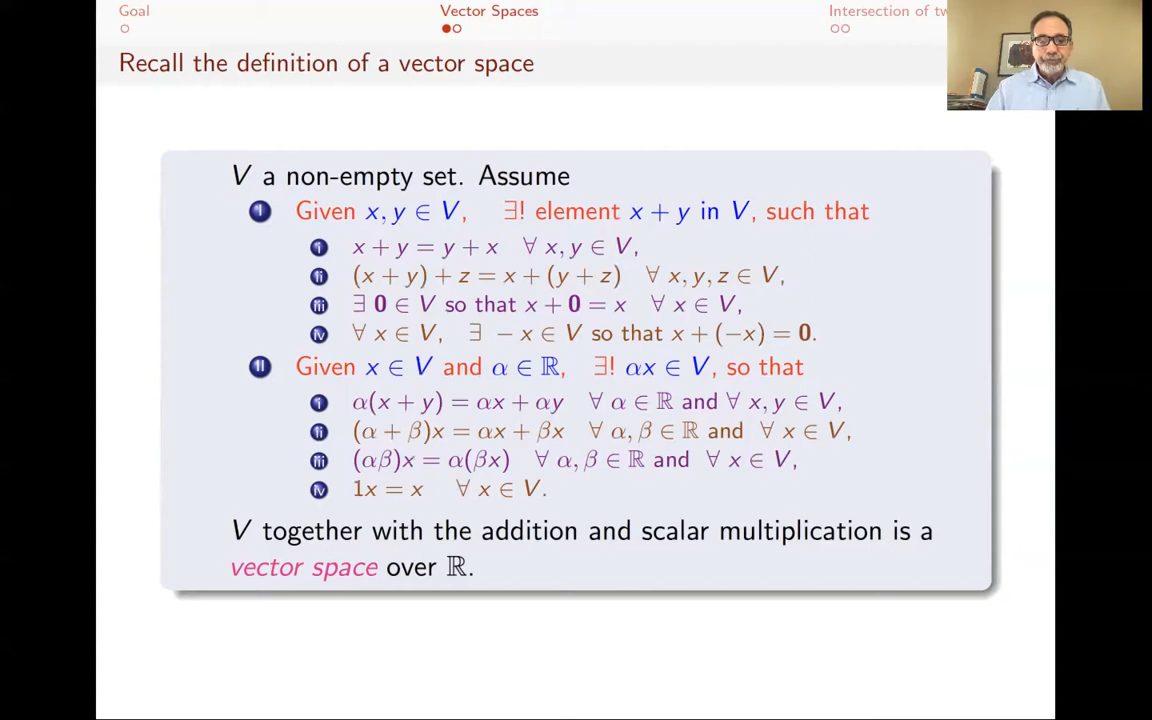 Goal
Vector Spaces
Intersection of tw
Recall the definition of a vector space
V a non-empty set. Assume
I Given x, y ∈ V, ∃! element x + y in V, such that
i x + y = y + x ∀ x, y ∈ V,
ii (x + y) + z = x + (y + z) ∀ x, y, z ∈ V,
iii ∃ 0 ∈ V so that x + 0 = x ∀ x ∈ V,
iv ∀ x ∈ V, ∃ − x ∈ V so that x + (−x) = 0.
II Given x ∈ V and α ∈ ℝ, ∃! αx ∈ V, so that
i α(x + y) = αx + αy ∀ α ∈ ℝ and ∀ x, y ∈ V,
ii (α + β)x = αx + βx ∀ α, β ∈ ℝ and ∀ x ∈ V,
iii (αβ)x = α(βx) ∀ α, β ∈ ℝ and ∀ x ∈ V,
iv 1x = x ∀ x ∈ V.
V together with the addition and scalar multiplication is a
vector space over ℝ.